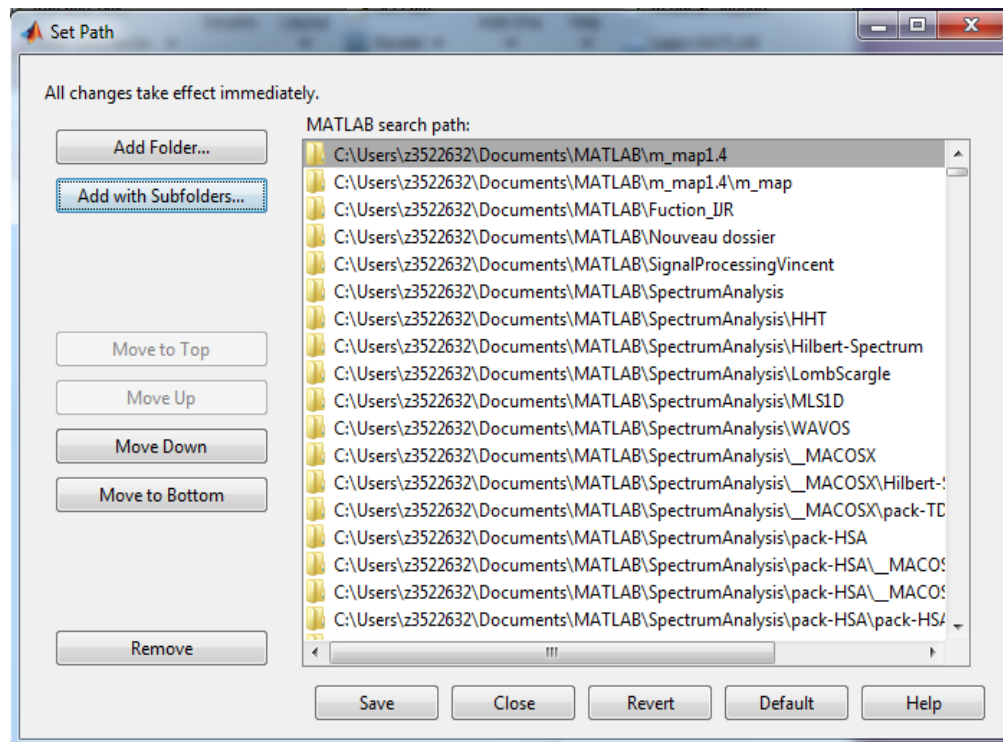 Set Path
All changes take effect immediately.
Add Folder...
Add with Subfolders...
Move to Top
Move Up
Move Down
Move to Bottom
Remove
MATLAB search path:
C:\Users\z3522632\Documents\MATLAB\m_map1.4
C:\Users\z3522632\Documents\MATLAB\m_map1.4\m_map
C:\Users\z3522632\Documents\MATLAB\Fuction_IJR
C:\Users\z3522632\Documents\MATLAB\Nouveau dossier
C:\Users\z3522632\Documents\MATLAB\SignalProcessingVincent
C:\Users\z3522632\Documents\MATLAB\SpectrumAnalysis
C:\Users\z3522632\Documents\MATLAB\SpectrumAnalysis\HHT
C:\Users\z3522632\Documents\MATLAB\SpectrumAnalysis\Hilbert-Spectrum
C:\Users\z3522632\Documents\MATLAB\SpectrumAnalysis\LombScargle
C:\Users\z3522632\Documents\MATLAB\SpectrumAnalysis\MLS1D
C:\Users\z3522632\Documents\MATLAB\SpectrumAnalysis\WAVOS
C:\Users\z3522632\Documents\MATLAB\SpectrumAnalysis\__MACOSX
C:\Users\z3522632\Documents\MATLAB\SpectrumAnalysis\__MACOSX\Hilbert-S
C:\Users\z3522632\Documents\MATLAB\SpectrumAnalysis\__MACOSX\pack-TD
C:\Users\z3522632\Documents\MATLAB\SpectrumAnalysis\pack-HSA
C:\Users\z3522632\Documents\MATLAB\SpectrumAnalysis\pack-HSA\__MACOS
C:\Users\z3522632\Documents\MATLAB\SpectrumAnalysis\pack-HSA\__MACOS
C:\Users\z3522632\Documents\MATLAB\SpectrumAnalysis\pack-HSA\pack-HSA
Save
Close
Revert
Default
Help